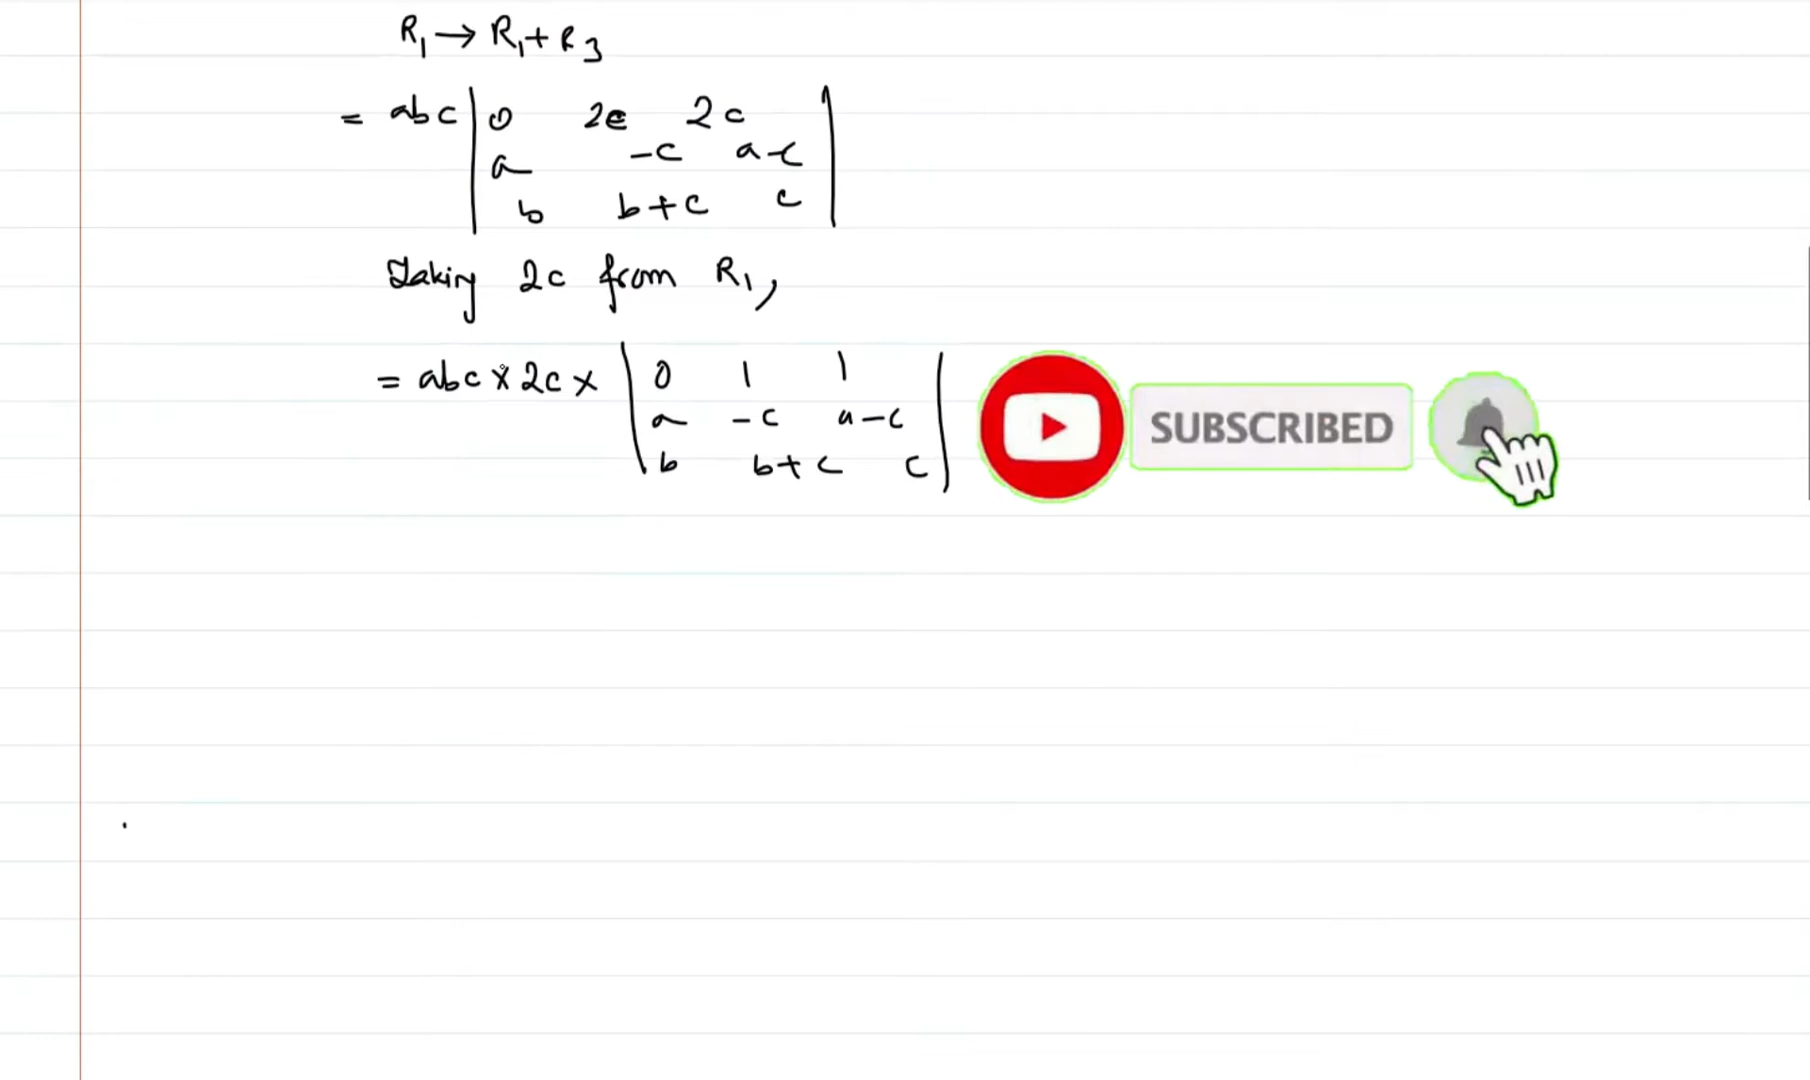 R₁ → R₁ + R₃
= abc | 0 2c 2c |
a -c a-c
b b+c c
Taking 2c from R₁,
= abc × 2c × | 0 1 1 |
a -c a-c
b b+c c
SUBSCRIBED